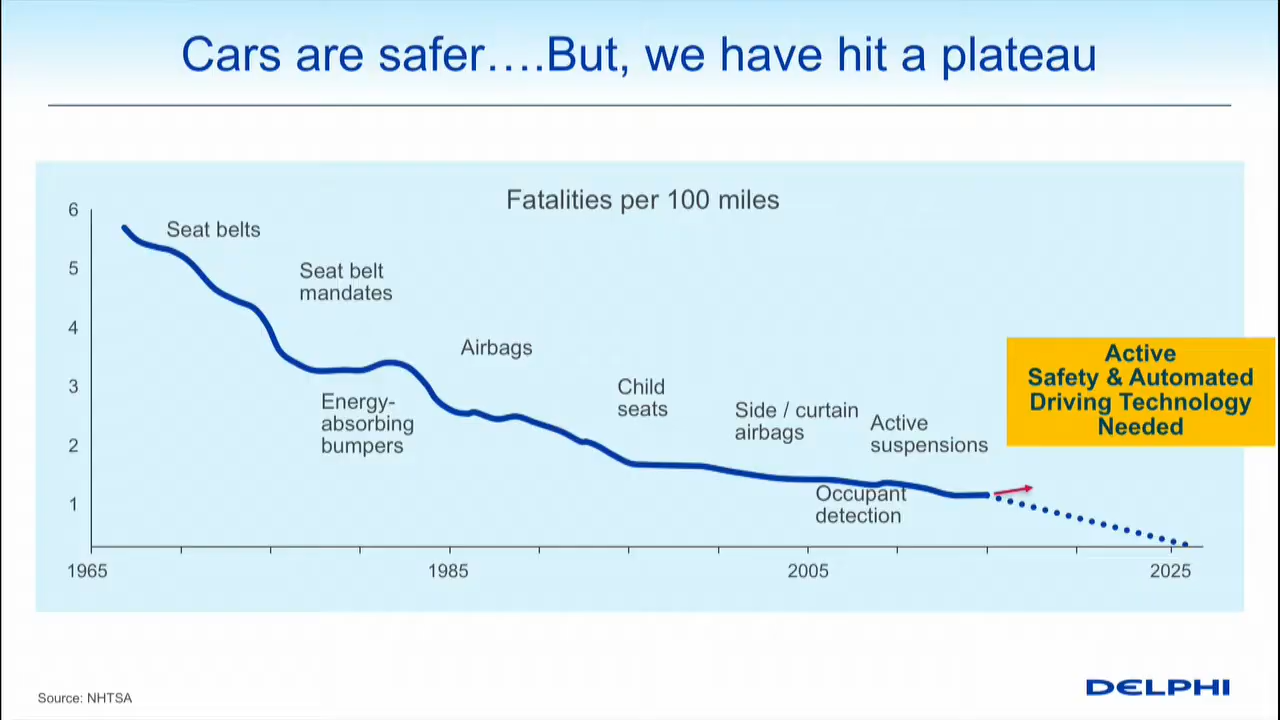 Cars are safer....But, we have hit a plateau
Fatalities per 100 miles
6
5
4
3
2
1
Seat belts
Seat belt
mandates
Energy-
absorbing
bumpers
Airbags
Child
seats
Side / curtain
airbags
Active
suspensions
Occupant
detection
Active
Safety & Automated
Driving Technology
Needed
1965
1985
2005
2025
Source: NHTSA
DELPHI